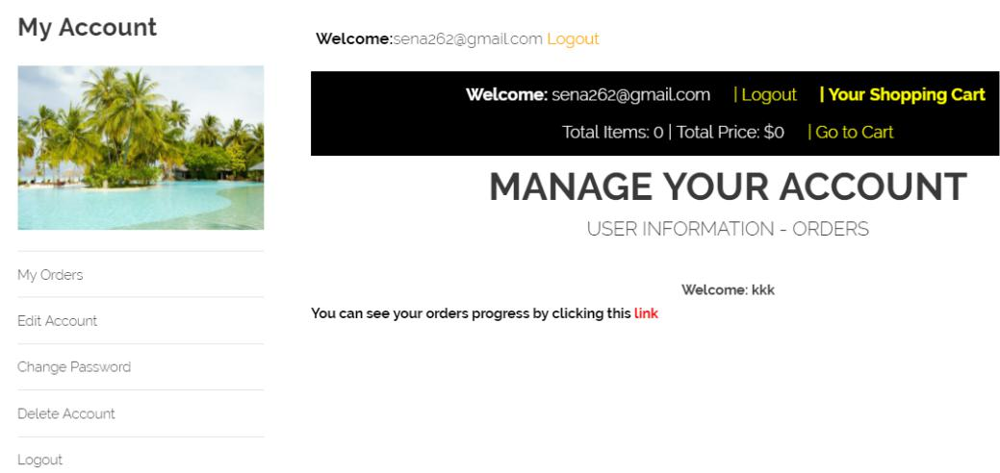 My Account
My Orders
Edit Account
Change Password
Delete Account
Logout
Welcome:sena262@gmail.com Logout
Welcome: sena262@gmail.com | Logout | Your Shopping Cart
Total Items: 0 | Total Price: $0 | Go to Cart
MANAGE YOUR ACCOUNT
USER INFORMATION - ORDERS
Welcome: kkk
You can see your orders progress by clicking this link